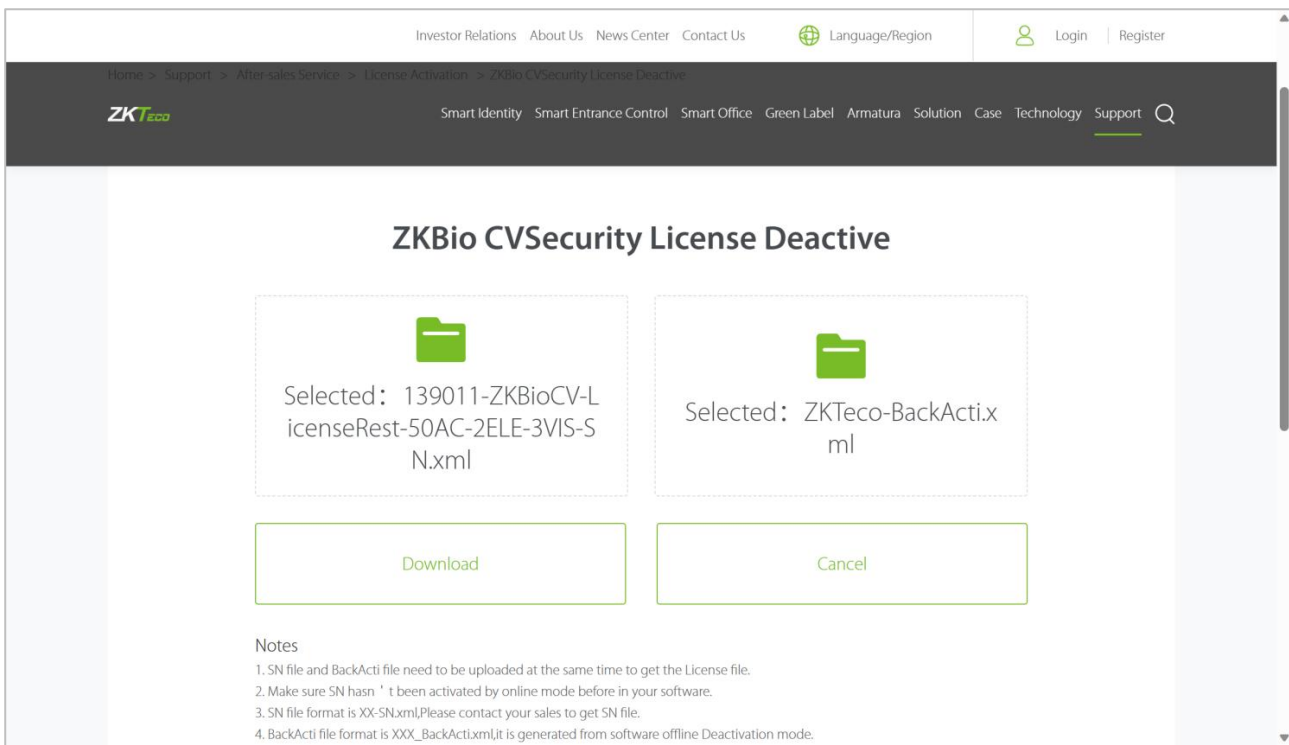 Investor Relations About Us News Center Contact Us Language/Region Login Register
Home > Support > After-sales Service > License Activation > ZKBio CVSecurity License Deactive
ZKTECO Smart Identity Smart Entrance Control Smart Office Green Label Armatura Solution Case Technology Support
ZKBio CVSecurity License Deactive
Selected： 139011-ZKBioCV-L
icenseRest-50AC-2ELE-3VIS-S
N.xml
Selected： ZKTeco-BackActi.x
ml
Download
Cancel
Notes
1. SN file and BackActi file need to be uploaded at the same time to get the License file.
2. Make sure SN hasn ' t been activated by online mode before in your software.
3. SN file format is XX-SN.xml,Please contact your sales to get SN file.
4. BackActi file format is XXX_BackActi.xml,it is generated from software offline Deactivation mode.